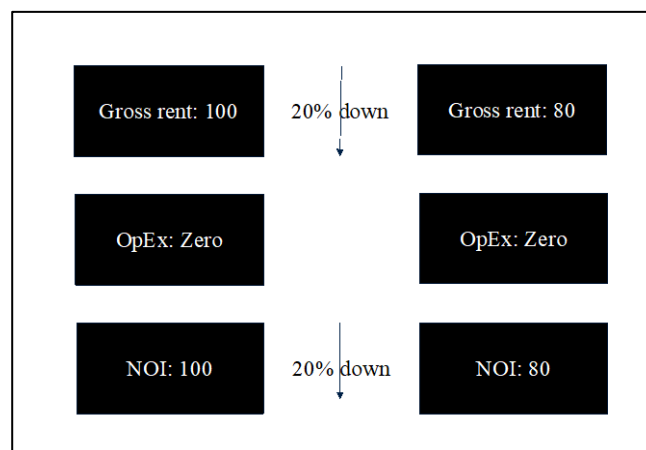 Gross rent: 100
20% down
Gross rent: 80
OpEx: Zero
OpEx: Zero
NOI: 100
20% down
NOI: 80